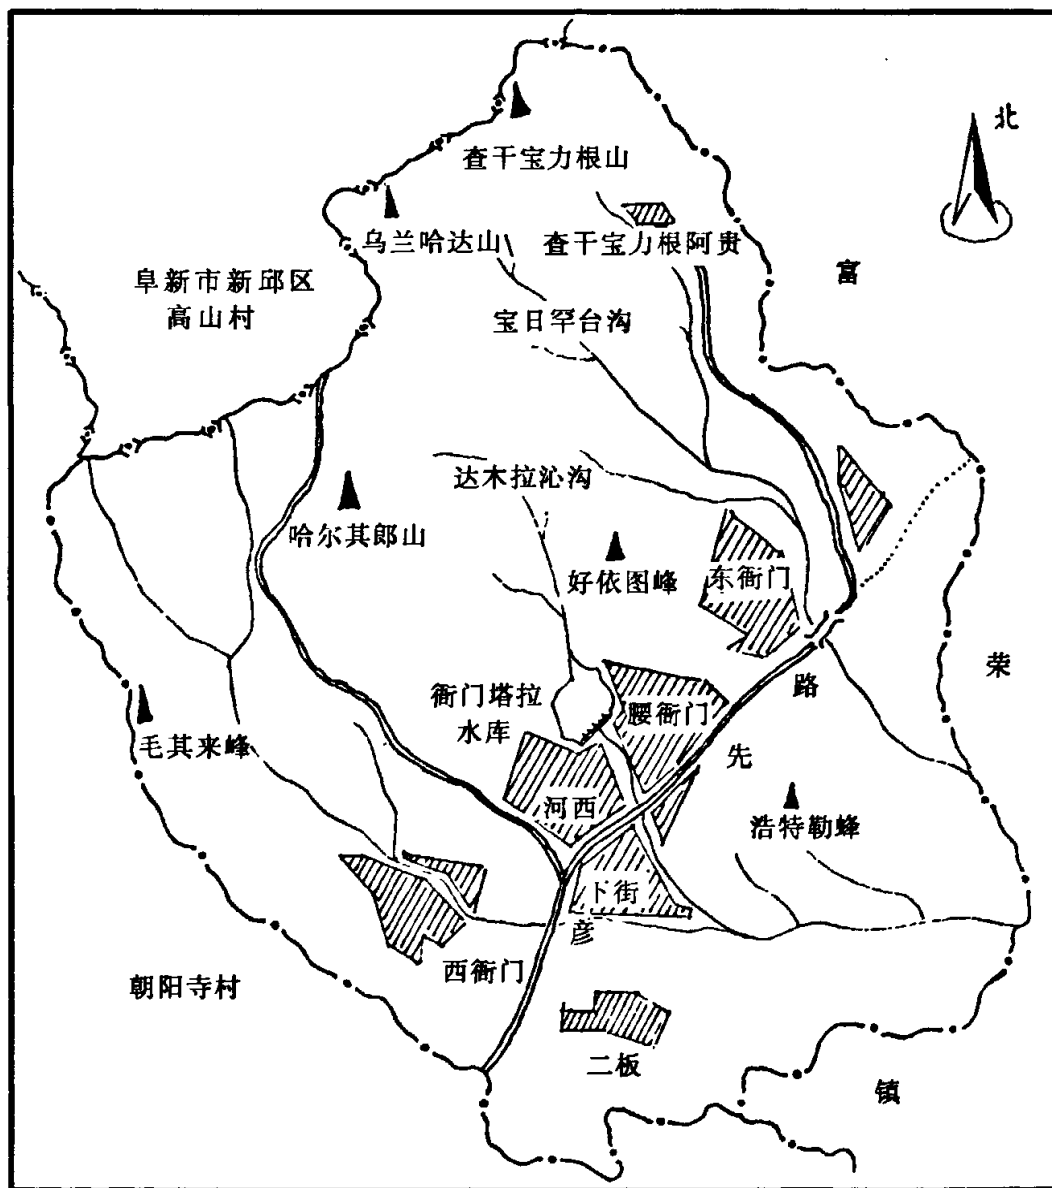 北
查干宝力根山
乌兰哈达山
查干宝力根阿贵
富
阜新市新邱区
高山村
宝日罕台沟
达木拉沁沟
哈尔其郎山
好依图峰
东衙门
荣
衙门塔拉
水库
腰衙门
路
毛其来峰
先
河西
浩特勒蜂
下街
彦
西衙门
朝阳寺村
二板
镇